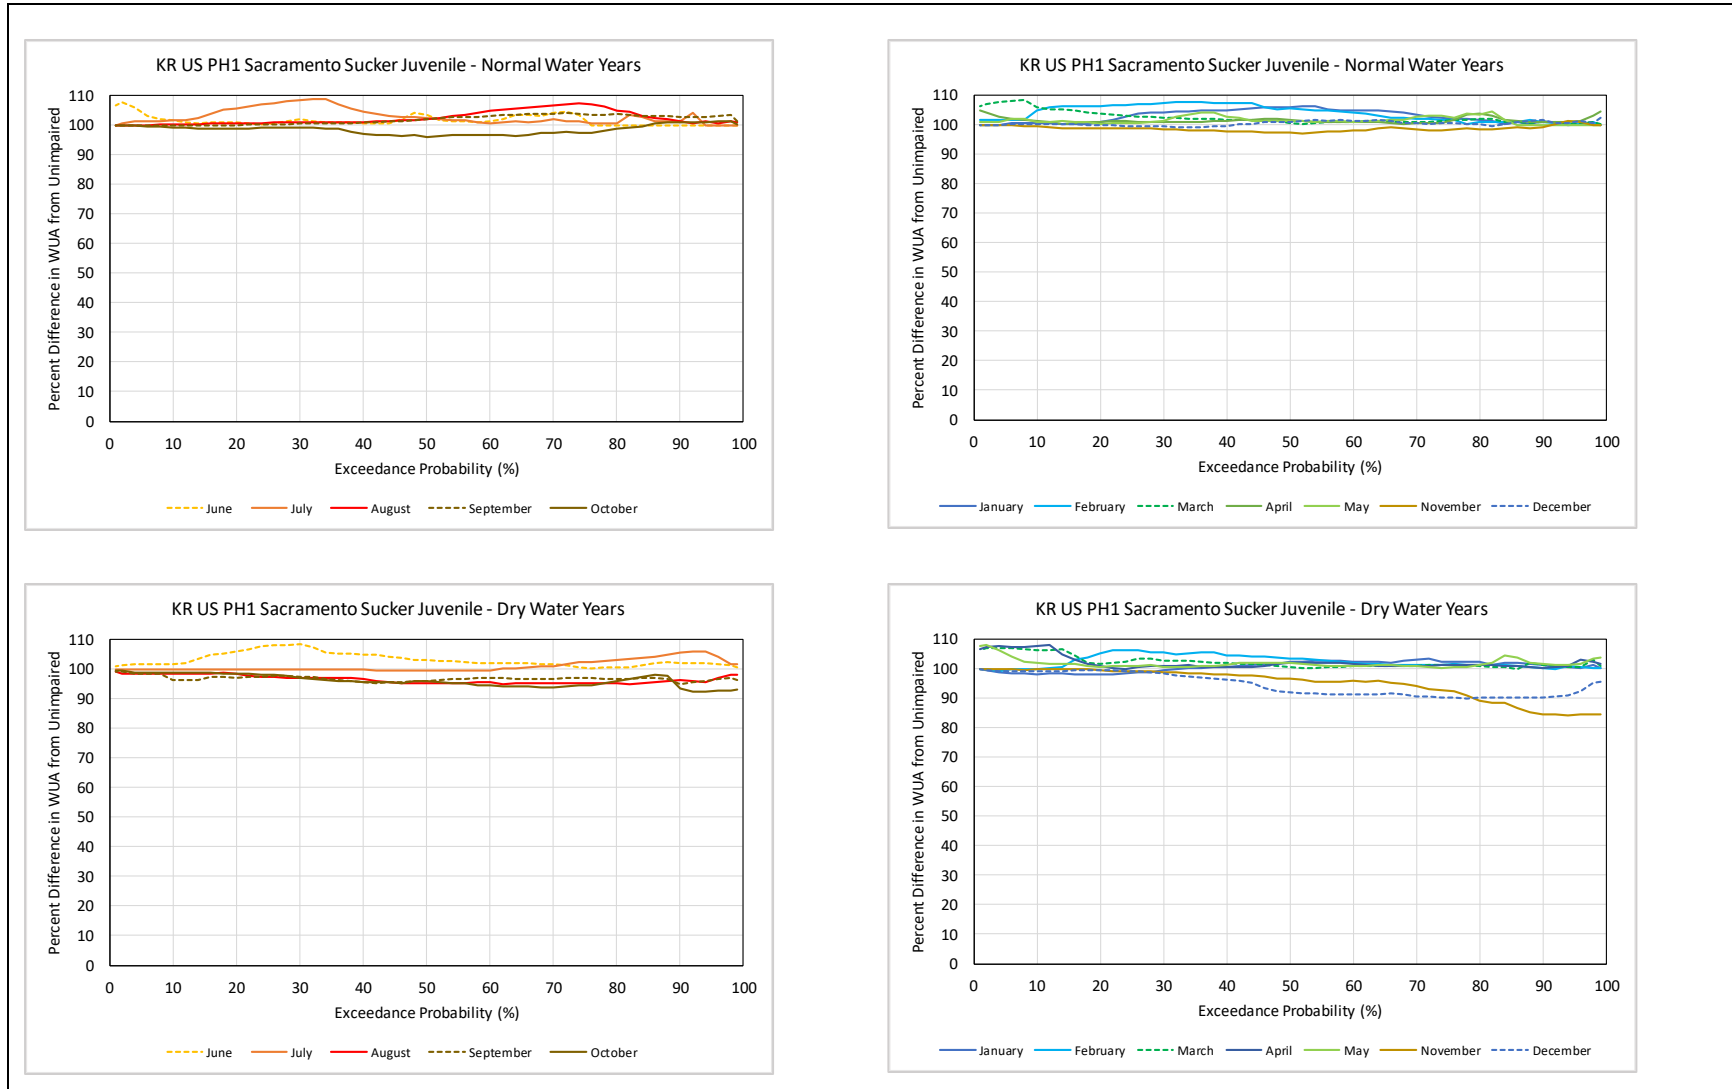 KR US PH1 Sacramento Sucker Juvenile - Normal Water Years
Percent Difference in WUA from Unimpaired
110
100
90
80
70
60
50
40
30
20
10
0
0 10 20 30 40 50 60 70 80 90 100
Exceedance Probability (%)
June July August September October
KR US PH1 Sacramento Sucker Juvenile - Normal Water Years
Percent Difference in WUA from Unimpaired
110
100
90
80
70
60
50
40
30
20
10
0
0 10 20 30 40 50 60 70 80 90 100
Exceedance Probability (%)
January February March April May November December
KR US PH1 Sacramento Sucker Juvenile - Dry Water Years
Percent Difference in WUA from Unimpaired
110
100
90
80
70
60
50
40
30
20
10
0
0 10 20 30 40 50 60 70 80 90 100
Exceedance Probability (%)
June July August September October
KR US PH1 Sacramento Sucker Juvenile - Dry Water Years
Percent Difference in WUA from Unimpaired
110
100
90
80
70
60
50
40
30
20
10
0
0 10 20 30 40 50 60 70 80 90 100
Exceedance Probability (%)
January February March April May November December